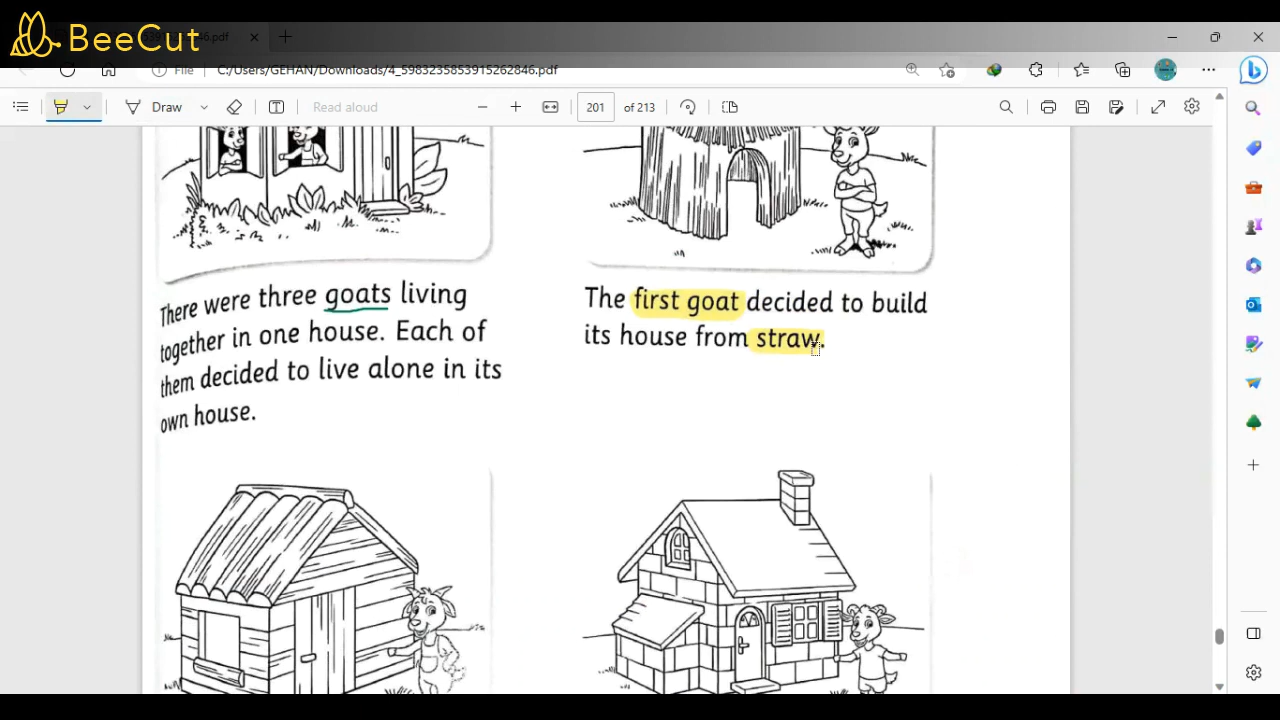 BeeCut
.pdf
File
C:/Users/GEHAN/Downloads/4_5983235853915262846.pdf
Draw
Read aloud
201
of 213
There were three goats living
together in one house. Each of
them decided to live alone in its
own house.
The first goat decided to build
its house from straw.